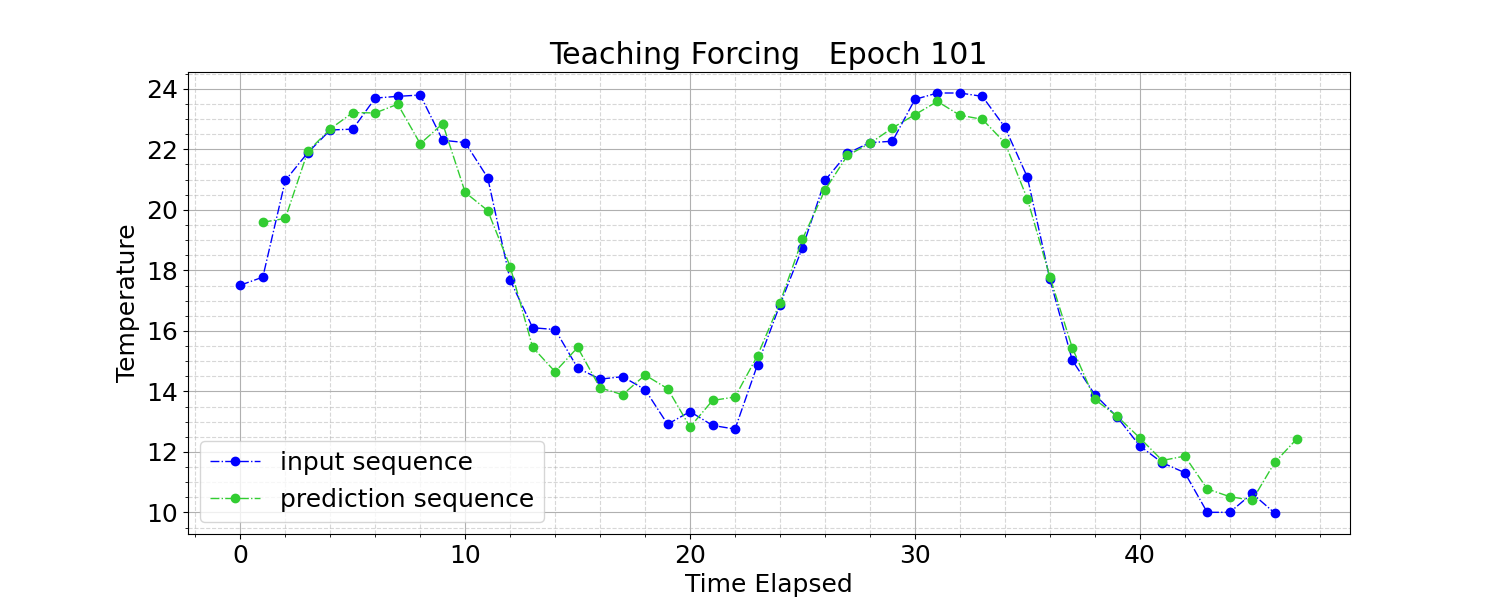 Teaching Forcing   Epoch 101
24
22
20
18
16
14
12
10
Temperature
input sequence
prediction sequence
0 10 20 30 40
Time Elapsed